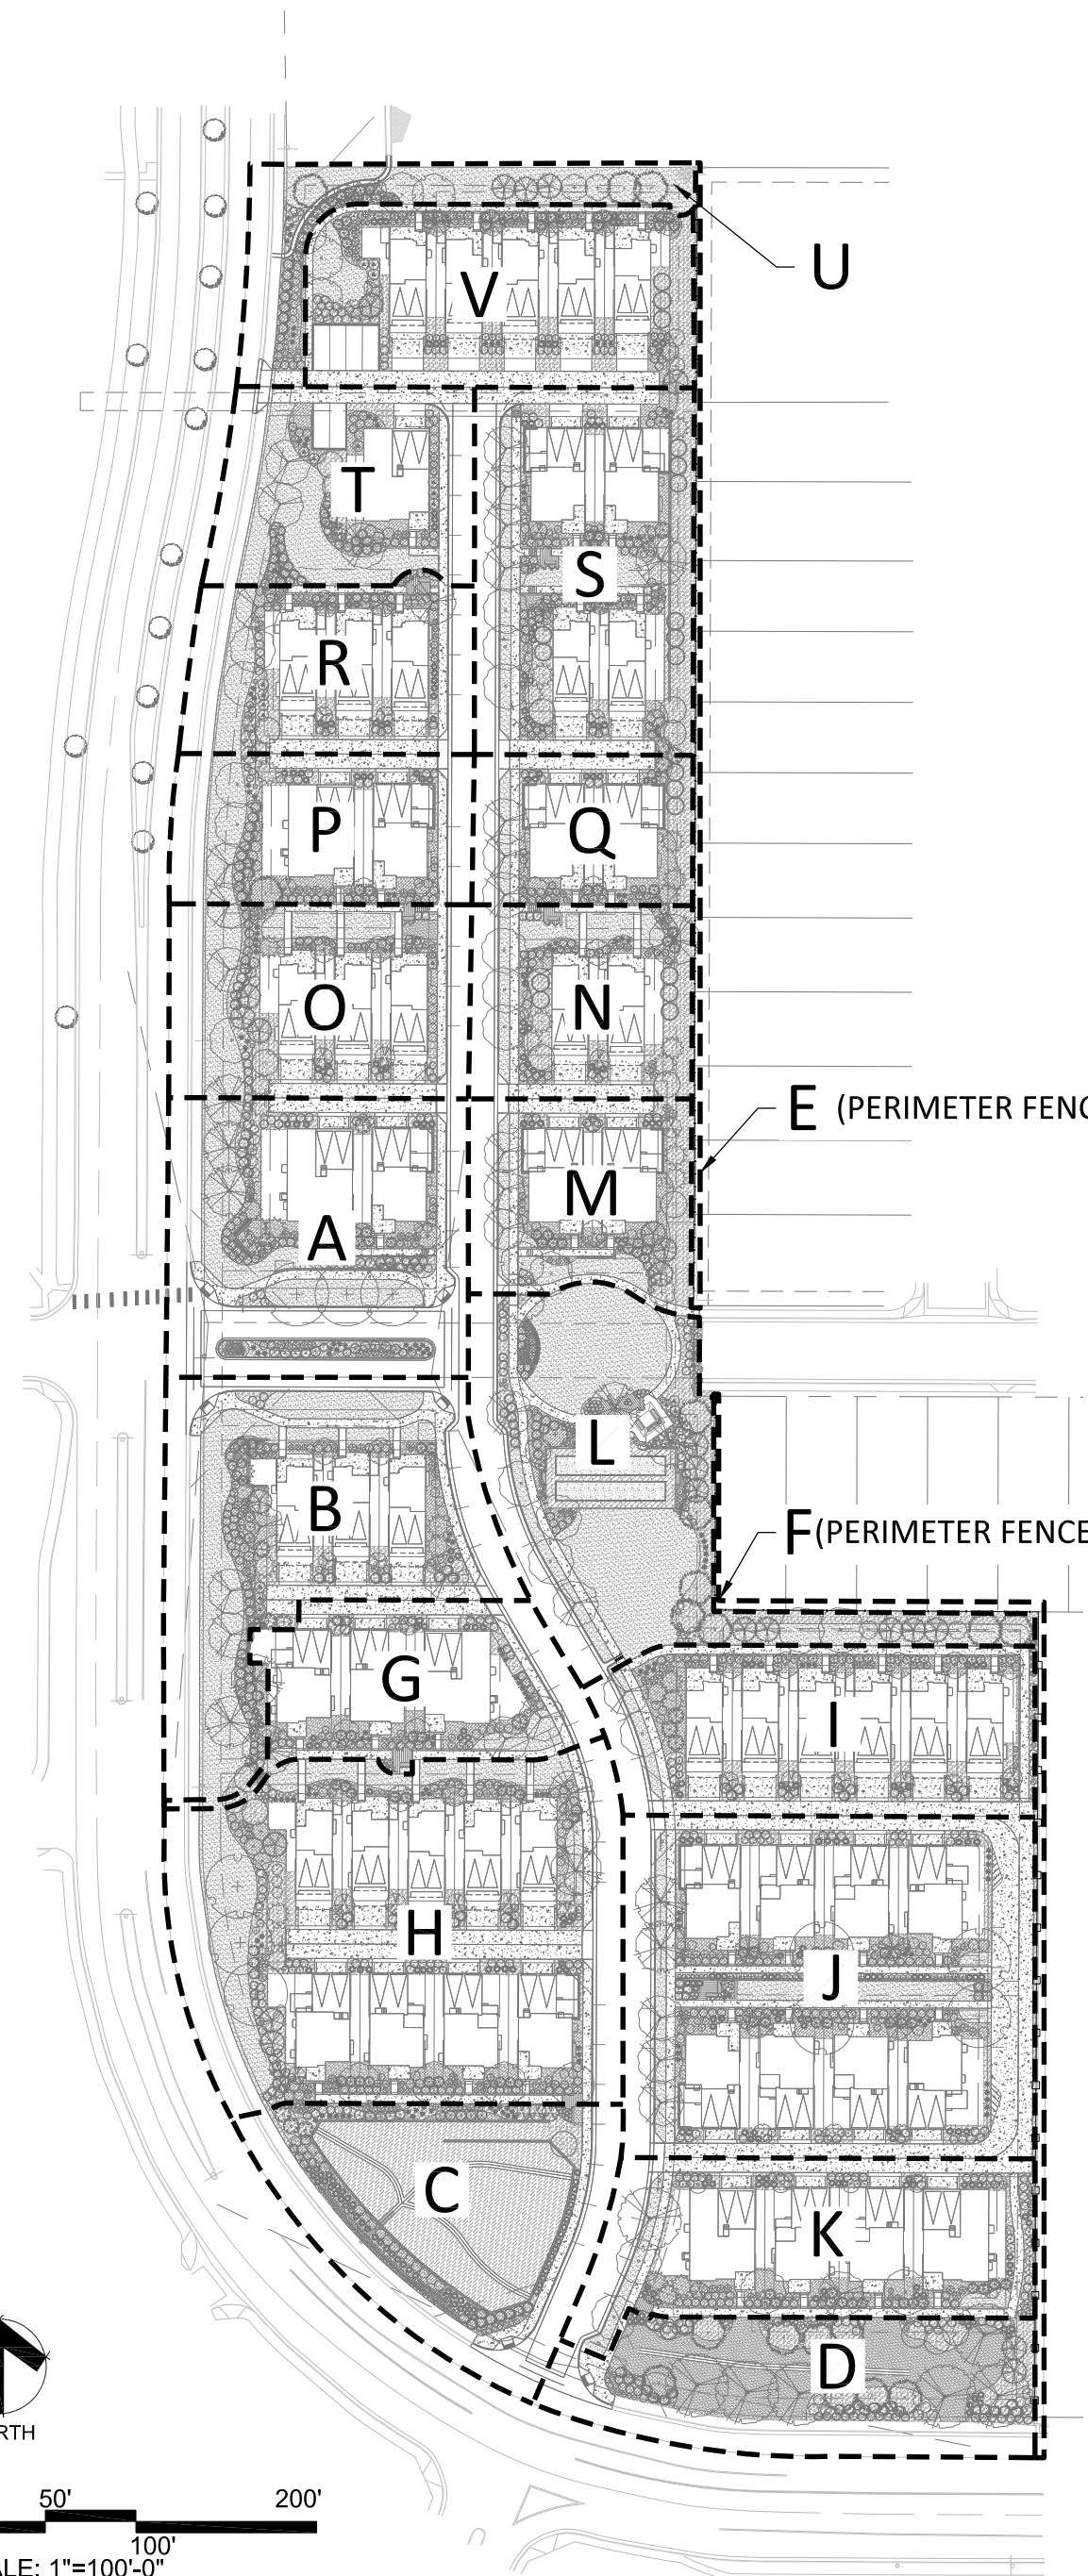 U
V
T
S
R
P
Q
O
N
E (PERIMETER FENC
M
A
L
B
F (PERIMETER FENCE
G
I
H
J
C
K
D
RTH
50' 200'
100'
ALE: 1"=100'-0"